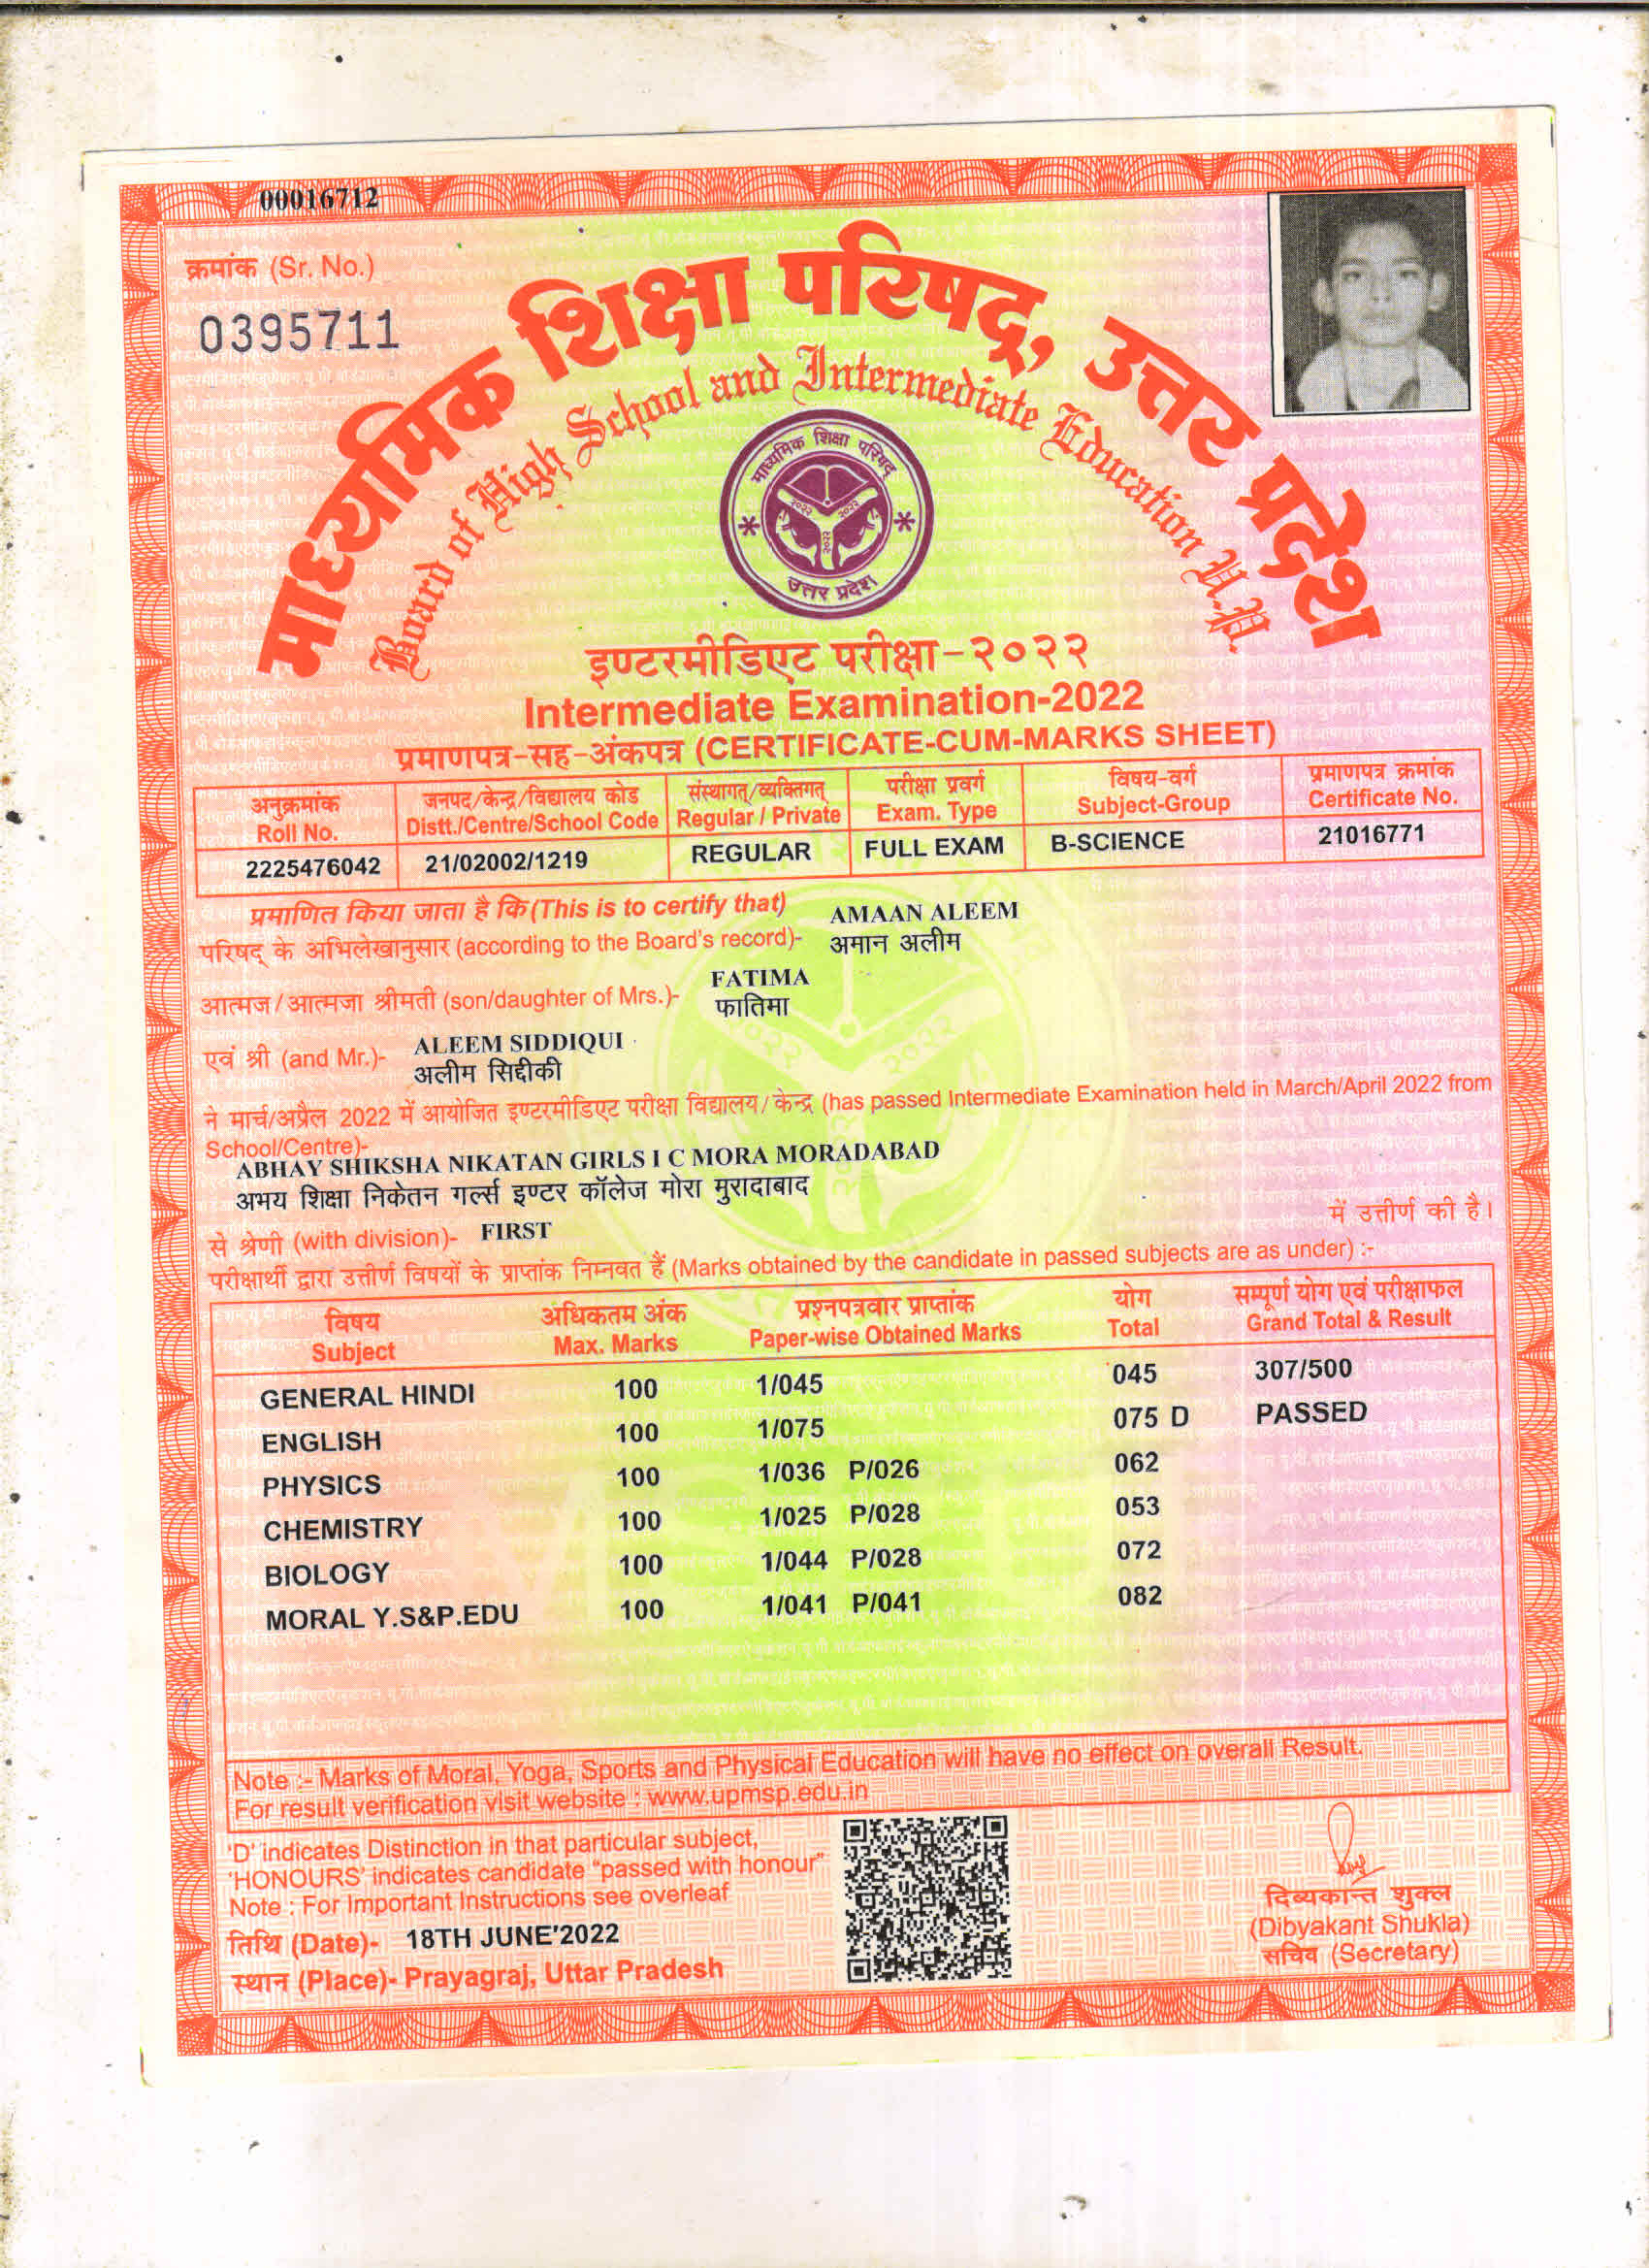 00016712
क्रमांक (Sr. No.)
0395711
माध्यमिक शिक्षा परिषद्, उत्तर प्रदेश
Board of High School and Intermediate Education U.P.
माध्यमिक शिक्षा परिषद्
२०२२ २०२२
२०२२
उत्तर प्रदेश
इण्टरमीडिएट परीक्षा-२०२२
Intermediate Examination-2022
प्रमाणपत्र-सह-अंकपत्र (CERTIFICATE-CUM-MARKS SHEET)
अनुक्रमांक जनपद/केन्द्र/विद्यालय कोड संस्थागत्/व्यक्तिगत् परीक्षा प्रवर्ग विषय-वर्ग प्रमाणपत्र क्रमांक
Roll No. Distt./Centre/School Code Regular / Private Exam. Type Subject-Group Certificate No.
2225476042 21/02002/1219 REGULAR FULL EXAM B-SCIENCE 21016771
प्रमाणित किया जाता है कि (This is to certify that) AMAAN ALEEM
परिषद् के अभिलेखानुसार (according to the Board's record)- अमान अलीम
FATIMA
आत्मज/आत्मजा श्रीमती (son/daughter of Mrs.)- फातिमा
ALEEM SIDDIQUI
एवं श्री (and Mr.)- अलीम सिद्दीकी
ने मार्च/अप्रैल 2022 में आयोजित इण्टरमीडिएट परीक्षा विद्यालय/केन्द्र (has passed Intermediate Examination held in March/April 2022 from
School/Centre)-
ABHAY SHIKSHA NIKATAN GIRLS I C MORA MORADABAD
अभय शिक्षा निकेतन गर्ल्स इण्टर कॉलेज मोरा मुरादाबाद
में उत्तीर्ण की है।
से श्रेणी (with division)- FIRST
परीक्षार्थी द्वारा उत्तीर्ण विषयों के प्राप्तांक निम्नवत हैं (Marks obtained by the candidate in passed subjects are as under) :-
विषय अधिकतम अंक प्रश्नपत्रवार प्राप्तांक योग सम्पूर्ण योग एवं परीक्षाफल
Subject Max. Marks Paper-wise Obtained Marks Total Grand Total & Result
GENERAL HINDI 100 1/045 045 307/500
ENGLISH 100 1/075 075 D PASSED
PHYSICS 100 1/036 P/026 062
CHEMISTRY 100 1/025 P/028 053
BIOLOGY 100 1/044 P/028 072
MORAL Y.S&P.EDU 100 1/041 P/041 082
Note :- Marks of Moral, Yoga, Sports and Physical Education will have no effect on overall Result.
For result verification visit website : www.upmsp.edu.in
'D' indicates Distinction in that particular subject,
'HONOURS' indicates candidate "passed with honour"
Note : For Important Instructions see overleaf
तिथि (Date)- 18TH JUNE'2022
स्थान (Place)- Prayagraj, Uttar Pradesh
दिब्यकान्त शुक्ल
(Dibyakant Shukla)
सचिव (Secretary)